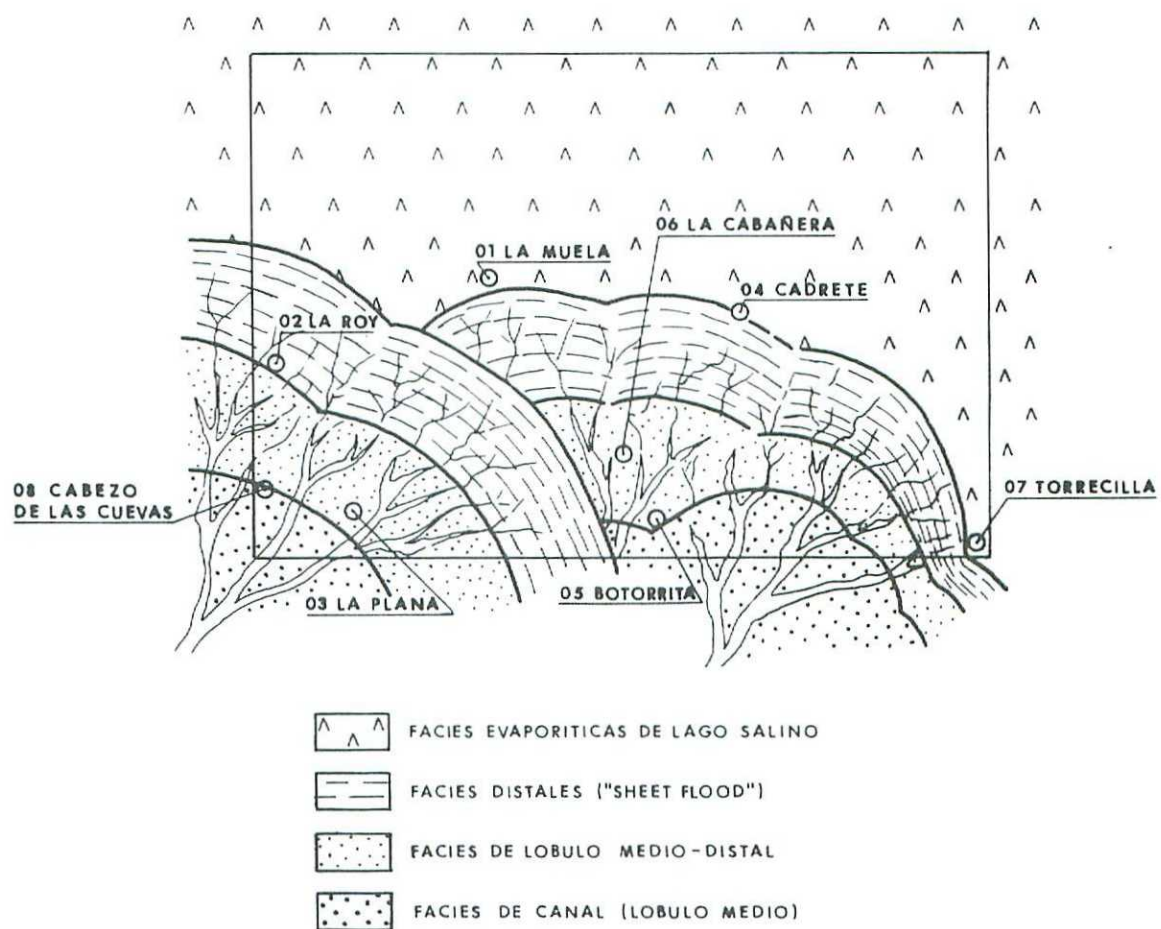 06 LA CABAÑERA
01 LA MUELA
04 CADRETE
02 LA ROY
08 CABEZO
DE LAS CUEVAS
07 TORRECILLA
03 LA PLANA
05 BOTORRITA
FACIES EVAPORITICAS DE LAGO SALINO
FACIES DISTALES ("SHEET FLOOD")
FACIES DE LOBULO MEDIO-DISTAL
FACIES DE CANAL (LOBULO MEDIO)